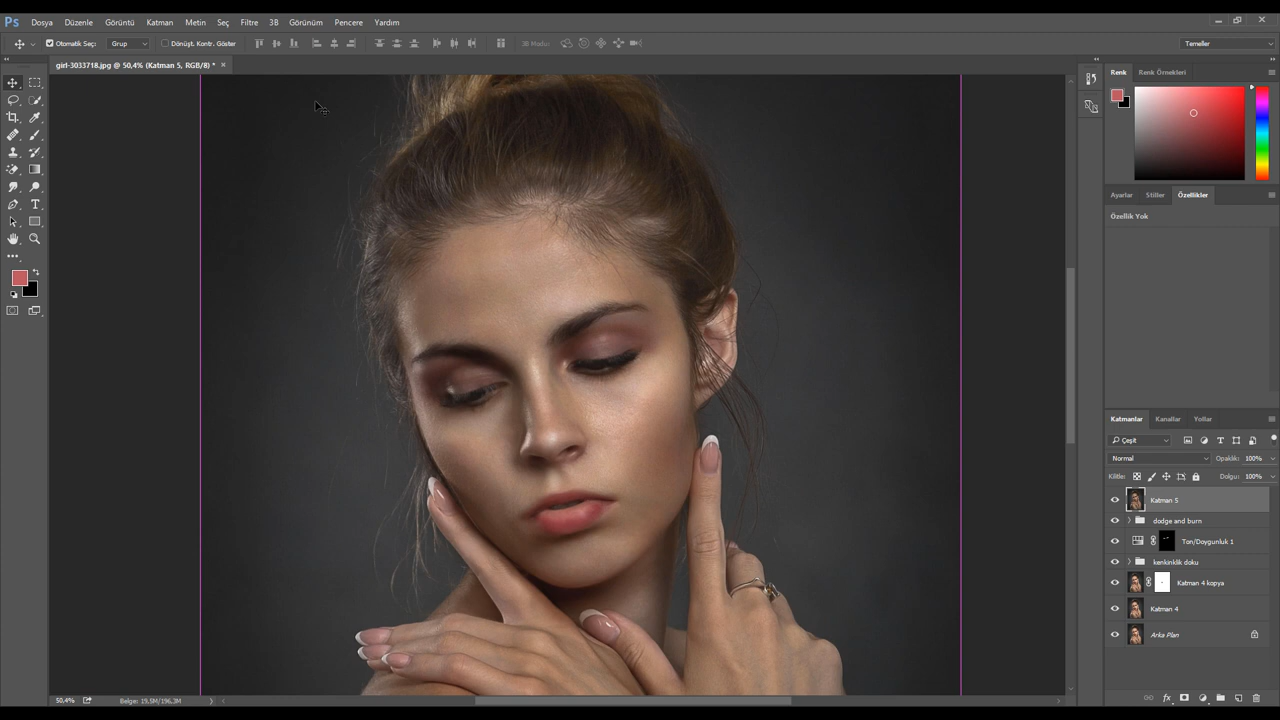 Ps Dosya Düzenle Görüntü Katman Metin Seç Filtre 3B Görünüm Pencere Yardım
Otomatik Seç: Grup Dönüşt. Kontr. Göster 3B Modu: Temeller
girl-3033718.jpg @ 50,4% (Katman 5, RGB/8) * ×
Renk Renk Örnekleri
Ayarlar Stiller Özellikler
Özellik Yok
Katmanlar Kanallar Yollar
Çeşit
Normal Opaklık: 100%
Kilitle: Dolgu: 100%
Katman 5
dodge and burn
Ton/Doygunluk 1
kenkinklik doku
Katman 4 kopya
Katman 4
Arka Plan
50,4% Belge: 19,5M/196,3M